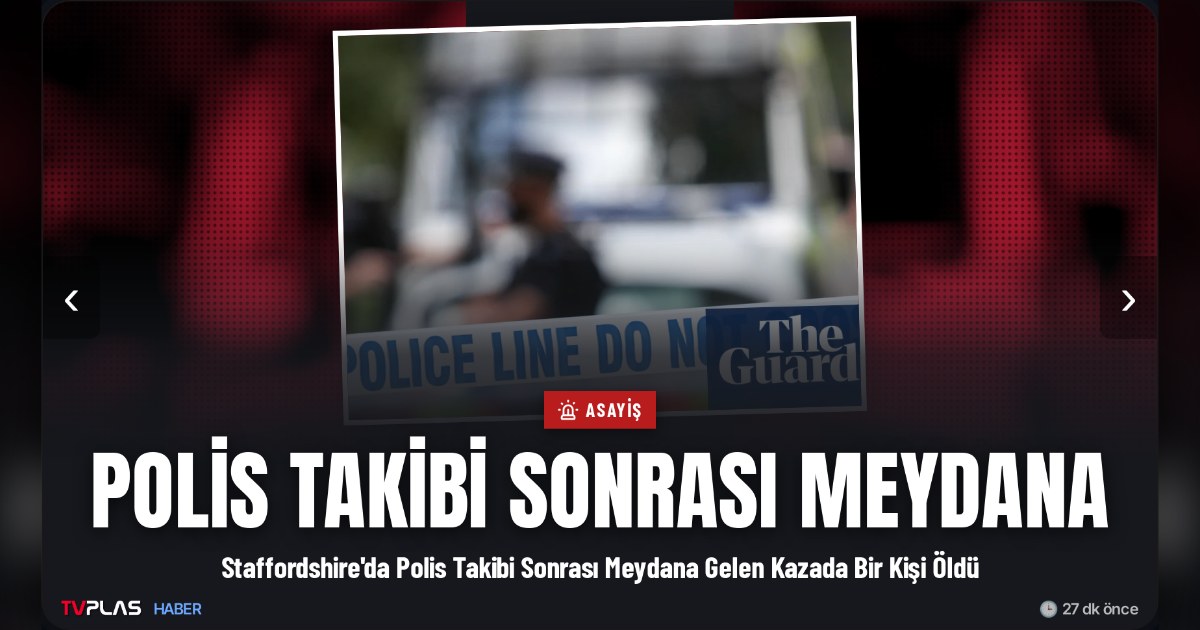 POLICE LINE DO NO
The
Guard
ASAYİŞ
POLİS TAKİBİ SONRASI MEYDANA
Staffordshire'da Polis Takibi Sonrası Meydana Gelen Kazada Bir Kişi Öldü
TVPLAS HABER
27 dk önce